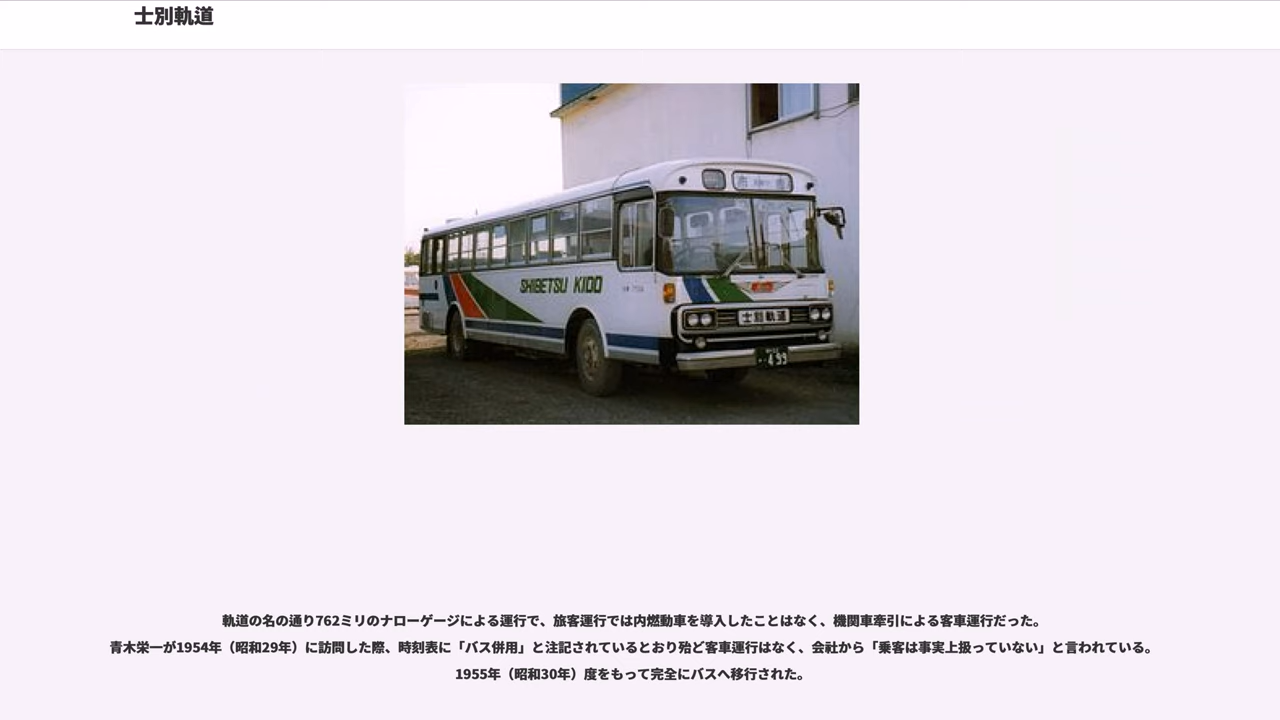 士別軌道
SHIBETSU KIDO
士別軌道
499
軌道の名の通り762ミリのナローゲージによる運行で、旅客運行では内燃動車を導入したことはなく、機関車牽引による客車運行だった。
青木栄一が1954年（昭和29年）に訪問した際、時刻表に「バス併用」と注記されているとおり殆ど客車運行はなく、会社から「乗客は事実上扱っていない」と言われている。
1955年（昭和30年）度をもって完全にバスへ移行された。